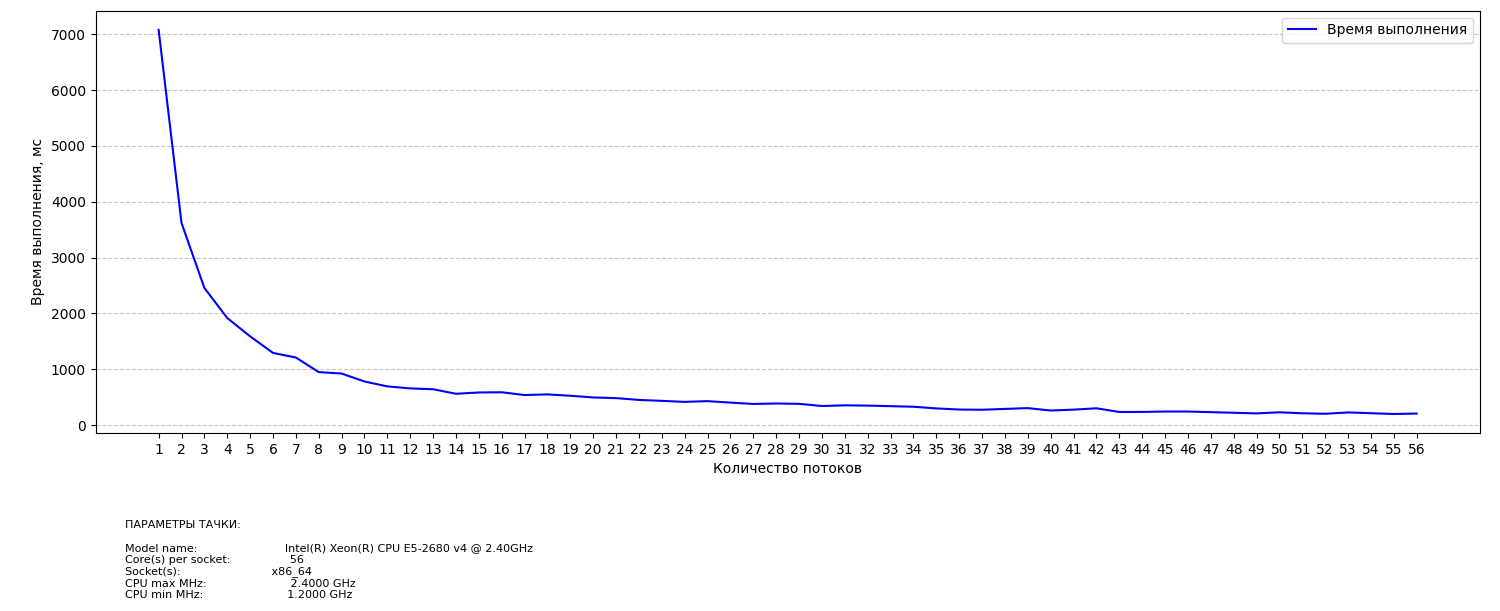 Время выполнения
7000
6000
5000
4000
3000
2000
1000
0
Время выполнения, мс
1 2 3 4 5 6 7 8 9 10 11 12 13 14 15 16 17 18 19 20 21 22 23 24 25 26 27 28 29 30 31 32 33 34 35 36 37 38 39 40 41 42 43 44 45 46 47 48 49 50 51 52 53 54 55 56
Количество потоков
ПАРАМЕТРЫ ТАЧКИ:
Model name: Intel(R) Xeon(R) CPU E5-2680 v4 @ 2.40GHz
Core(s) per socket: 56
Socket(s): x86_64
CPU max MHz: 2.4000 GHz
CPU min MHz: 1.2000 GHz